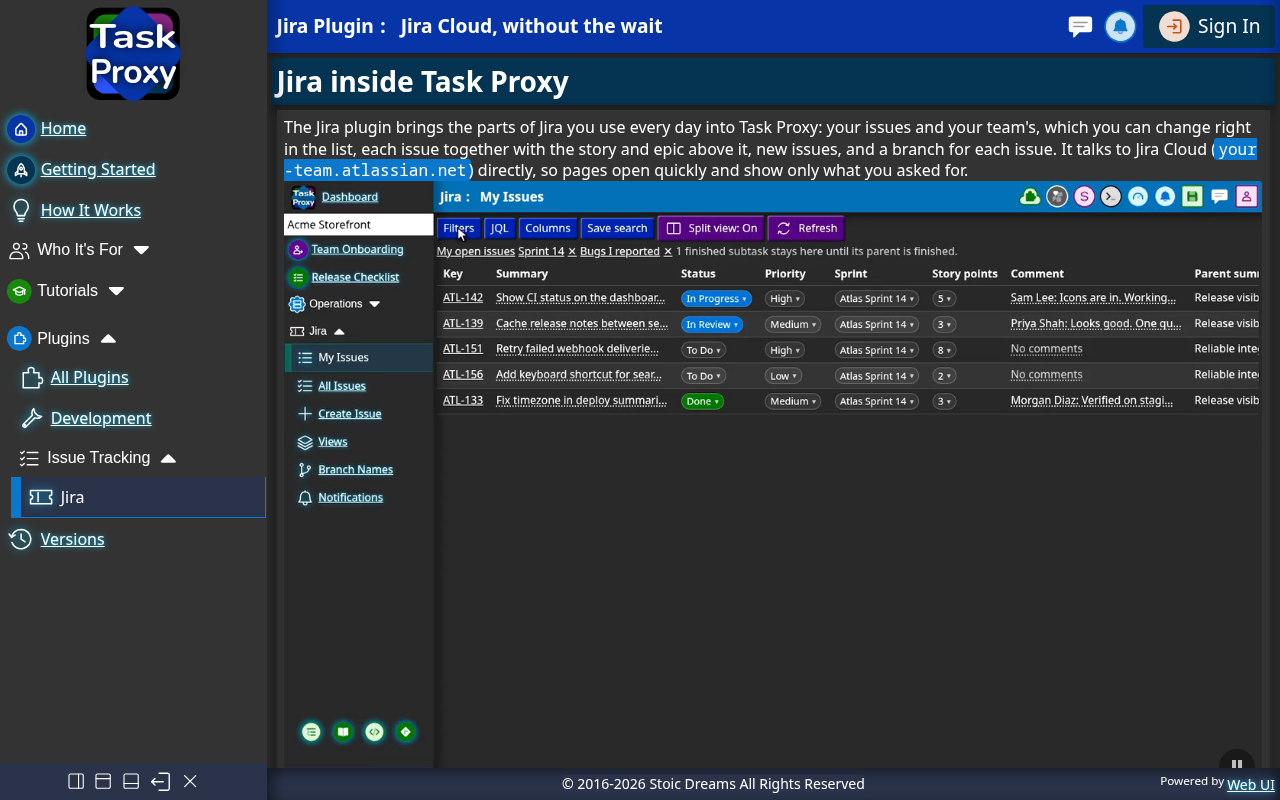 Task
Proxy
Home
Getting Started
How It Works
Who It's For
Tutorials
Plugins
All Plugins
Development
Issue Tracking
Jira
Versions
Jira Plugin : Jira Cloud, without the wait
Sign In
Jira inside Task Proxy
The Jira plugin brings the parts of Jira you use every day into Task Proxy: your issues and your team's, which you can change right
in the list, each issue together with the story and epic above it, new issues, and a branch for each issue. It talks to Jira Cloud ( your
-team.atlassian.net ) directly, so pages open quickly and show only what you asked for.
Task
Proxy
Dashboard
Acme Storefront
Team Onboarding
Release Checklist
Operations
Jira
My Issues
All Issues
Create Issue
Views
Branch Names
Notifications
Jira : My Issues
S
Filters JQL Columns Save search Split view: On Refresh
My open issues Sprint 14 ✕ Bugs I reported ✕ 1 finished subtask stays here until its parent is finished.
Key Summary Status Priority Sprint Story points Comment Parent sum
ATL-142 Show CI status on the dashboar... In Progress High Atlas Sprint 14 5 Sam Lee: Icons are in. Working... Release visib
ATL-139 Cache release notes between se... In Review Medium Atlas Sprint 14 3 Priya Shah: Looks good. One qu... Release visib
ATL-151 Retry failed webhook deliverie... To Do High Atlas Sprint 14 8 No comments Reliable inte
ATL-156 Add keyboard shortcut for sear... To Do Low Atlas Sprint 14 2 No comments Reliable inte
ATL-133 Fix timezone in deploy summari... Done Medium Atlas Sprint 14 3 Morgan Diaz: Verified on stagi... Release visib
© 2016-2026 Stoic Dreams All Rights Reserved
Powered by Web UI